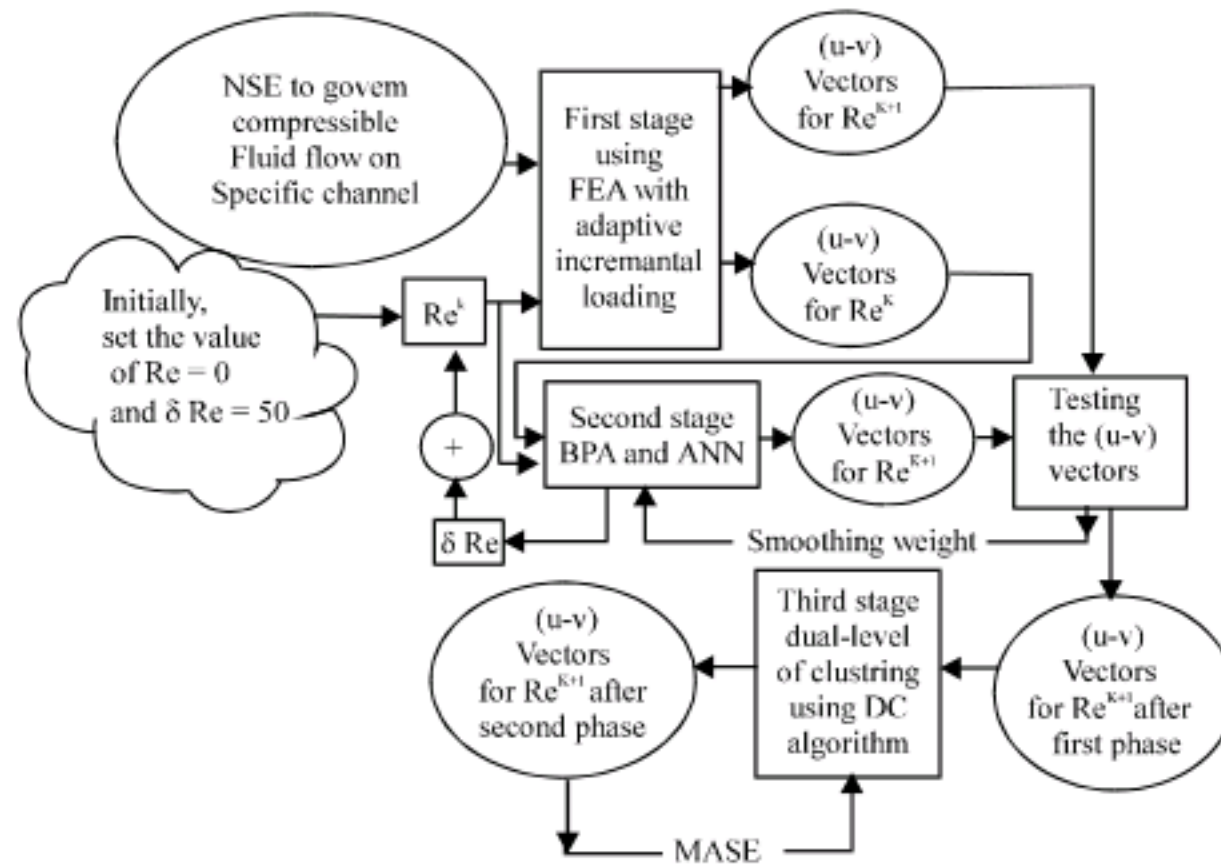 NSE to govem
compressible
Fluid flow on
Specific channel
First stage
using
FEA with
adaptive
incremantal
loading
(u-v)
Vectors
for Re^K+1
(u-v)
Vectors
for Re^K
Initially,
set the value
of Re = 0
and δ Re = 50
Re^k
+
δ Re
Second stage
BPA and ANN
(u-v)
Vectors
for Re^K+1
Testing
the (u-v)
vectors
Smoothing weight
(u-v)
Vectors
for Re^K+1 after
second phase
Third stage
dual-level
of clustring
using DC
algorithm
(u-v)
Vectors
for Re^K+1 after
first phase
MASE